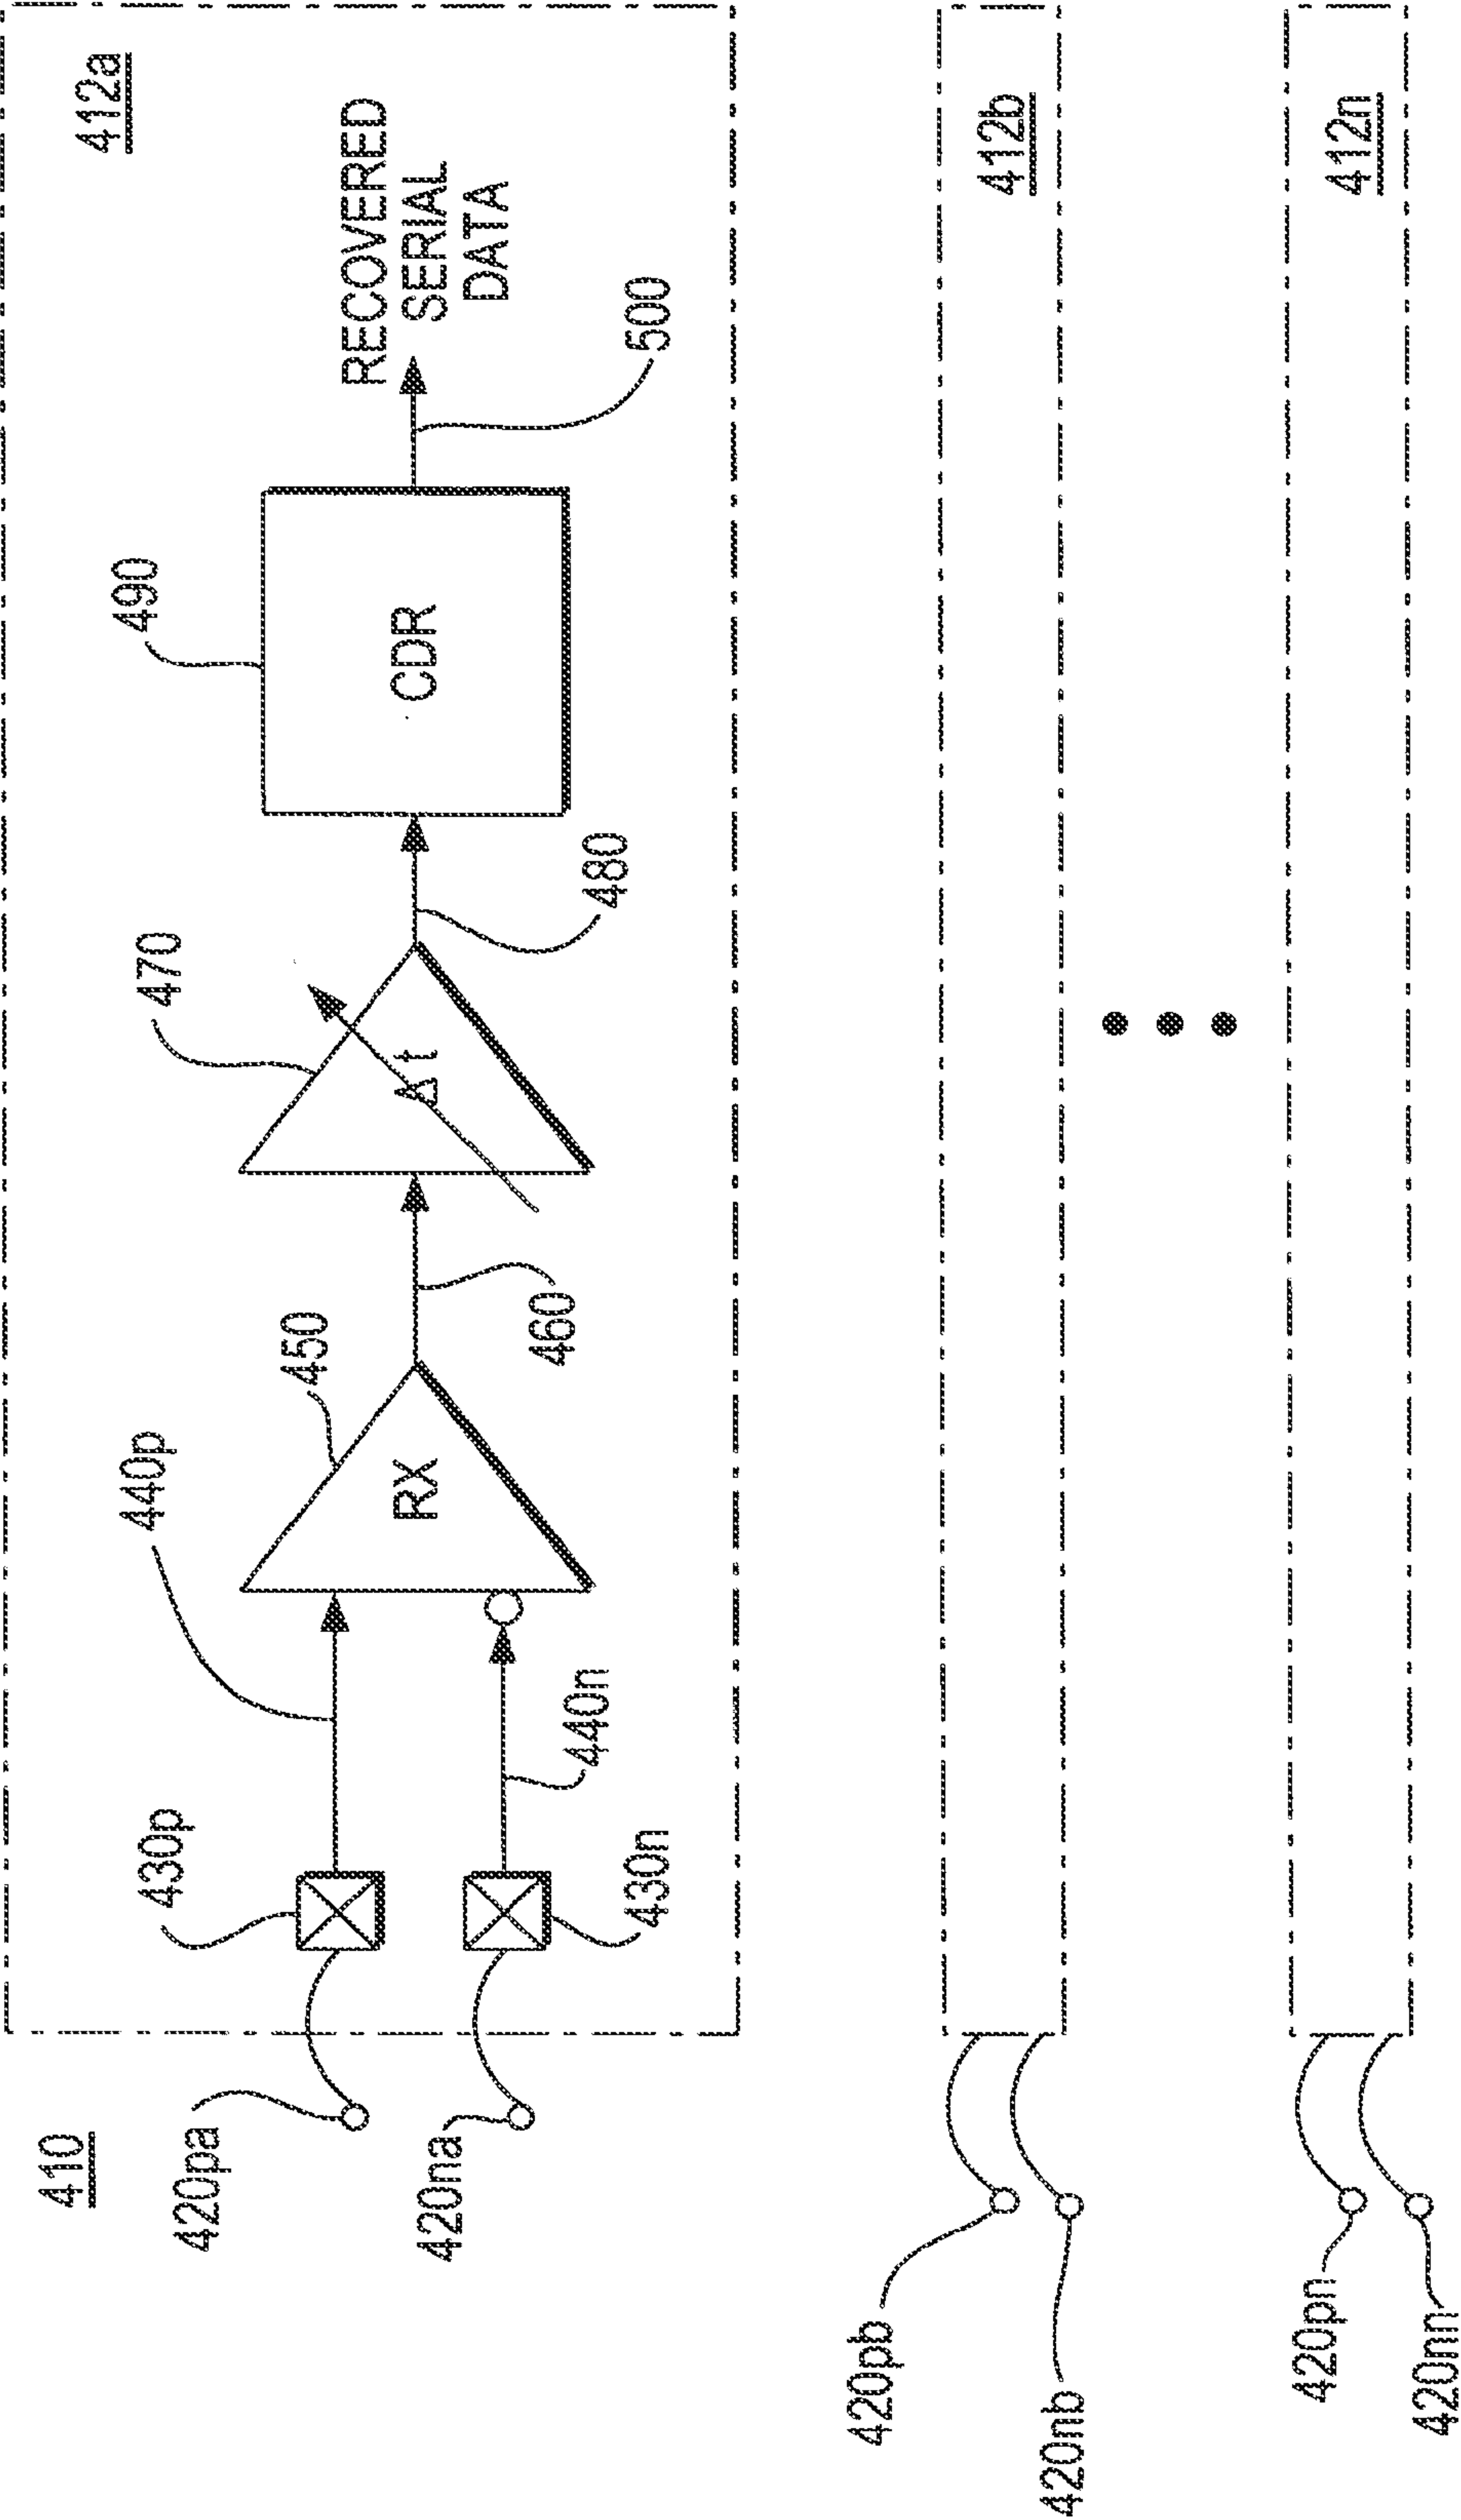 410
412a
420pa
430p
440p
450
470
490
RX
Δt
CDR
RECOVERED
SERIAL
DATA
420na
430n
440n
460
480
500
420pb
412b
420nb
420pn
412n
420nn